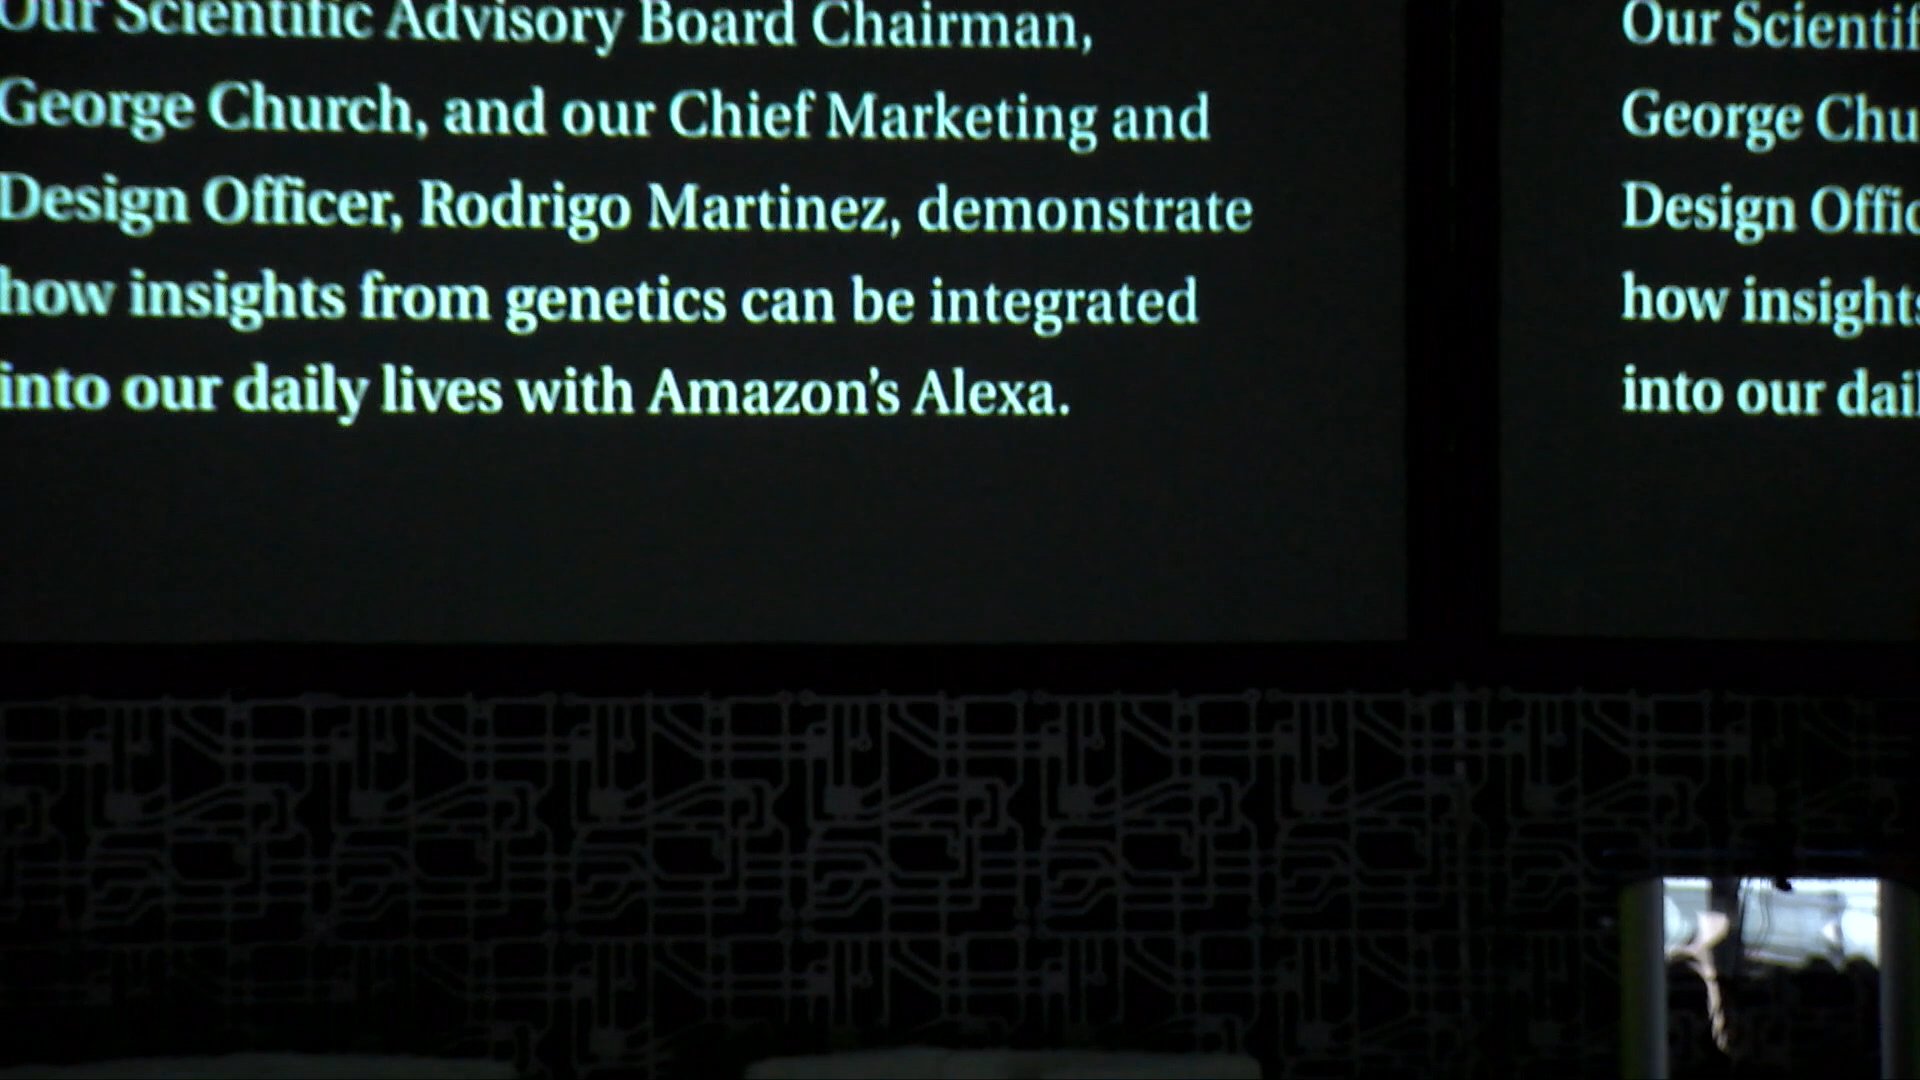 Our Scientific Advisory Board Chairman,
George Church, and our Chief Marketing and
Design Officer, Rodrigo Martinez, demonstrate
how insights from genetics can be integrated
into our daily lives with Amazon's Alexa.
Our Scientif
George Chu
Design Offic
how insights
into our dail